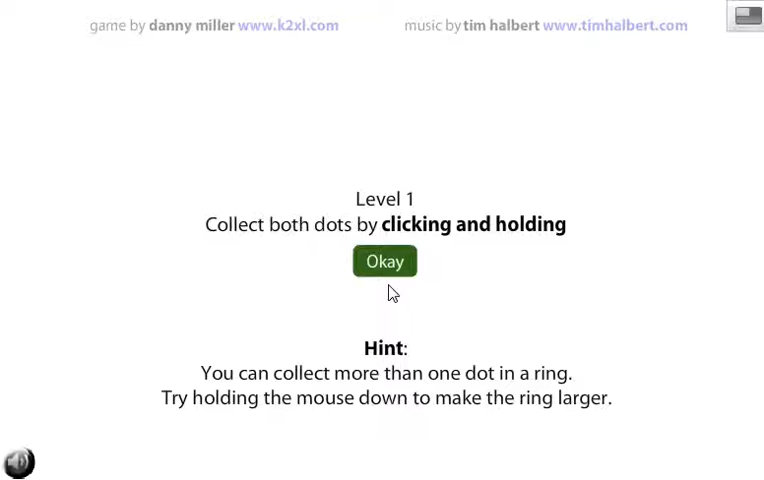 game by danny miller www.k2xl.com music by tim halbert www.timhalbert.com
Level 1
Collect both dots by clicking and holding
Okay
Hint:
You can collect more than one dot in a ring.
Try holding the mouse down to make the ring larger.